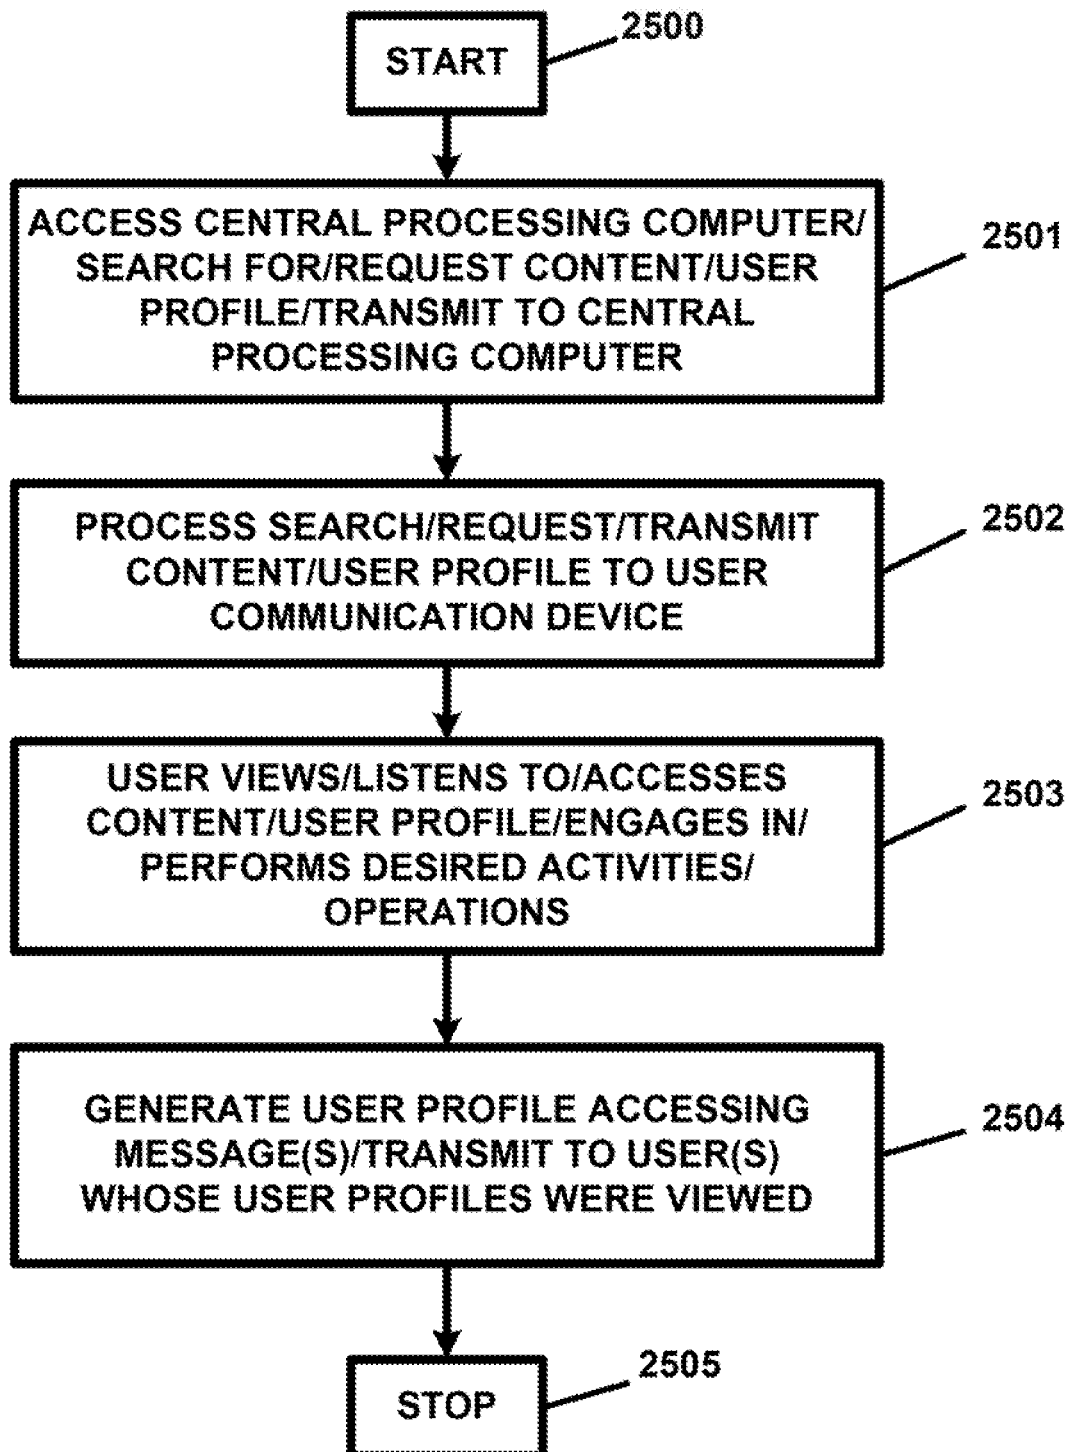 2500
START
ACCESS CENTRAL PROCESSING COMPUTER/
SEARCH FOR/REQUEST CONTENT/USER
PROFILE/TRANSMIT TO CENTRAL
PROCESSING COMPUTER
2501
PROCESS SEARCH/REQUEST/TRANSMIT
CONTENT/USER PROFILE TO USER
COMMUNICATION DEVICE
2502
USER VIEWS/LISTENS TO/ACCESSES
CONTENT/USER PROFILE/ENGAGES IN/
PERFORMS DESIRED ACTIVITIES/
OPERATIONS
2503
GENERATE USER PROFILE ACCESSING
MESSAGE(S)/TRANSMIT TO USER(S)
WHOSE USER PROFILES WERE VIEWED
2504
2505
STOP